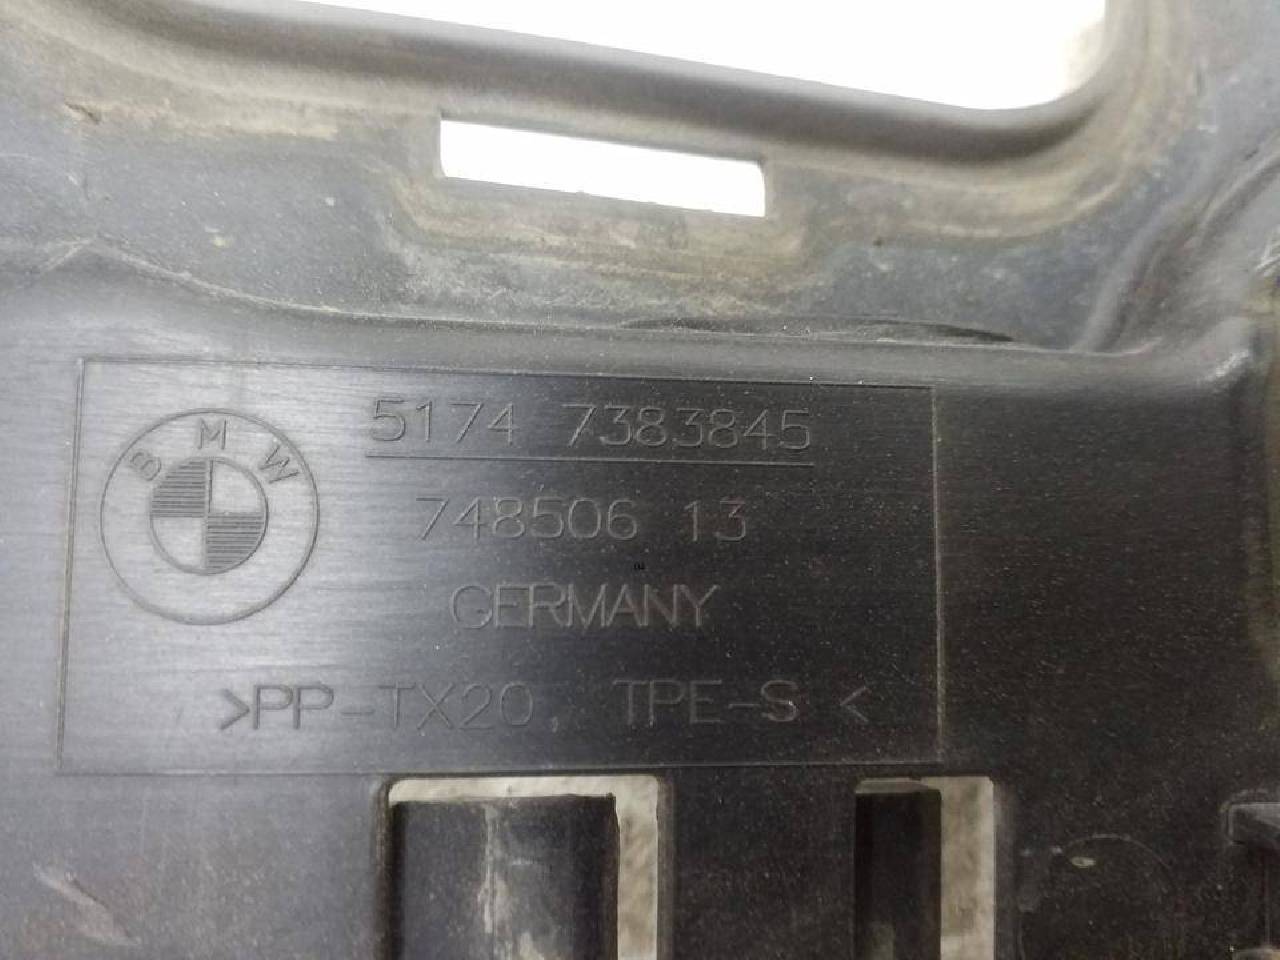 BMW
5174 7383845
748506 13
GERMANY
>PP-TX20, TPE-S <